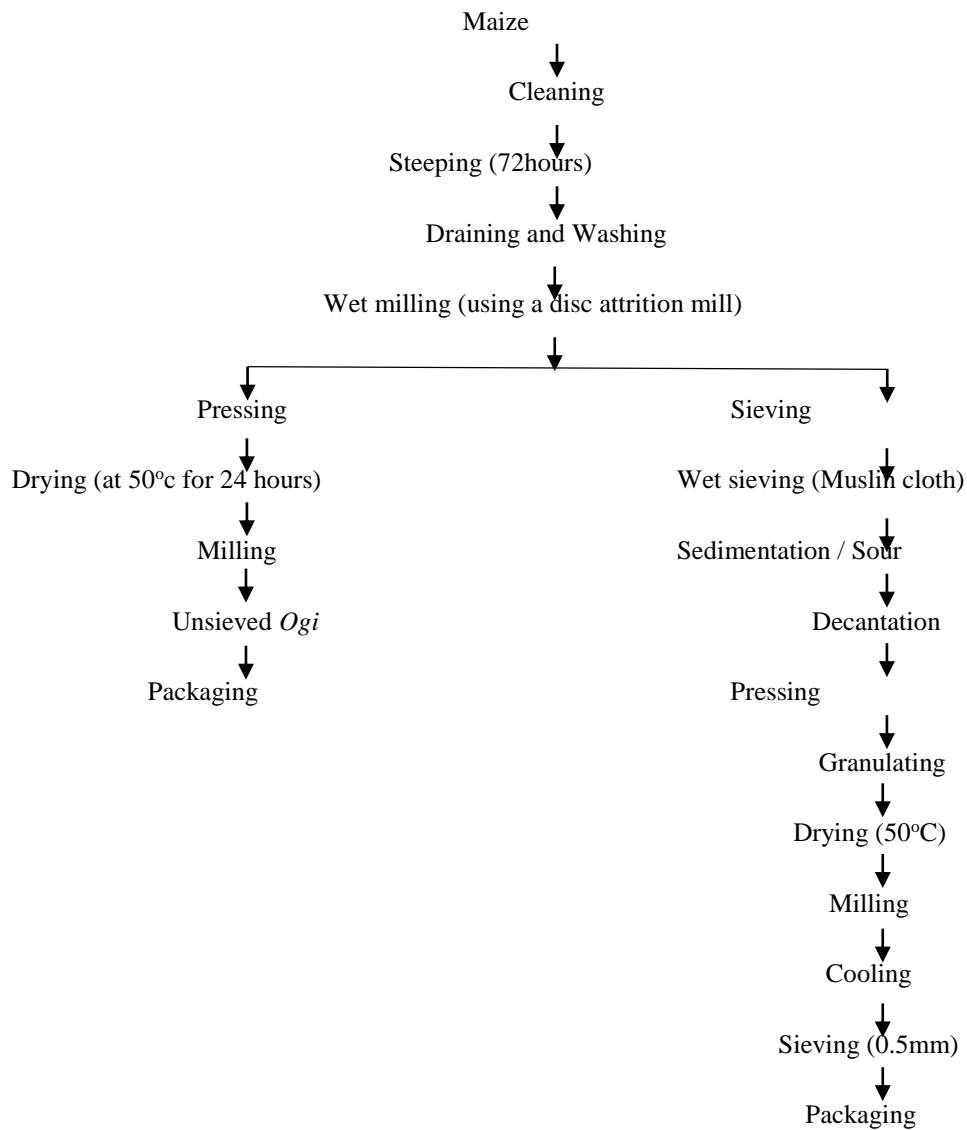 Maize
Cleaning
Steeping (72hours)
Draining and Washing
Wet milling (using a disc attrition mill)
Pressing
Drying (at 50ᵒc for 24 hours)
Milling
Unsieved Ogi
Packaging
Sieving
Wet sieving (Muslin cloth)
Sedimentation / Sour
Decantation
Pressing
Granulating
Drying (50ᵒC)
Milling
Cooling
Sieving (0.5mm)
Packaging